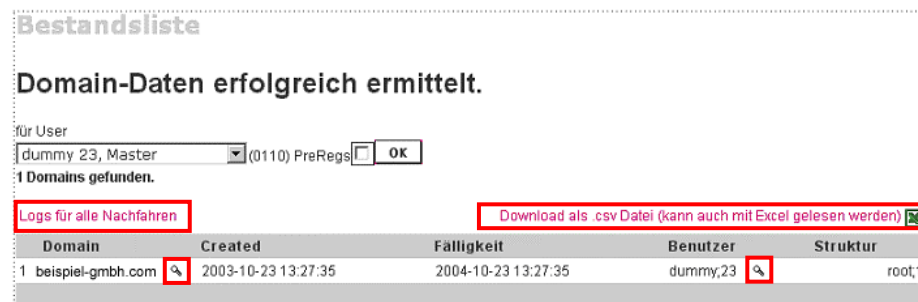 Bestandsliste
Domain-Daten erfolgreich ermittelt.
für User
dummy 23, Master (0110) PreRegs OK
1 Domains gefunden.
Logs für alle Nachfahren Download als .csv Datei (kann auch mit Excel gelesen werden)
Domain Created Fälligkeit Benutzer Struktur
1 beispiel-gmbh.com 2003-10-23 13:27:35 2004-10-23 13:27:35 dummy,23